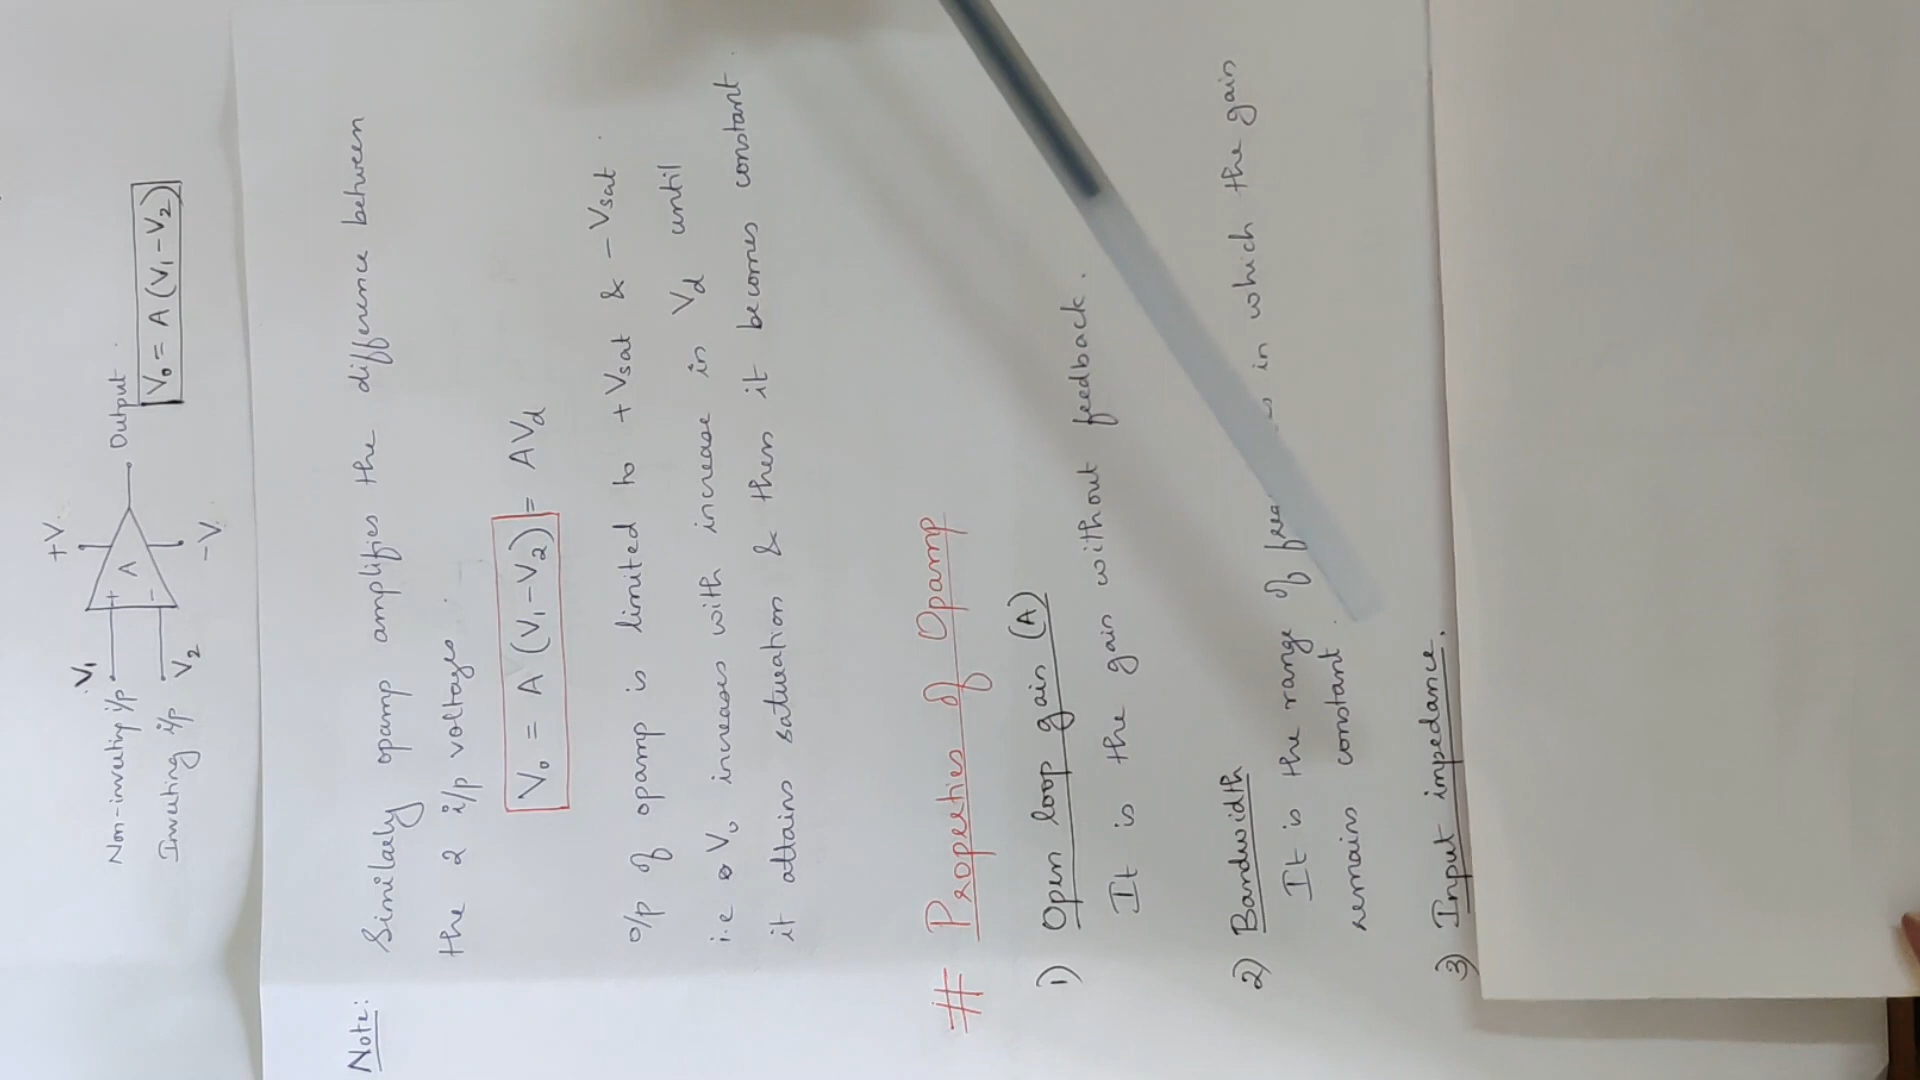 +V
V₁
Non-inverting i/p
+
A
Output
Inverting i/p
−
V₂
−V
V₀ = A (V₁ − V₂)
Note: Similarly opamp amplifies the difference between
the 2 i/p voltages.
V₀ = A (V₁ − V₂) = AVd
o/p of opamp is limited to + Vsat & − Vsat.
i.e V₀ increases with increase in Vd until
it attains saturation & then it becomes constant.
# Properties of Opamp
1) Open loop gain (A)
It is the gain without feedback.
2) Bandwidth
It is the range of in which the gain
remains constant.
3) Input impedance.